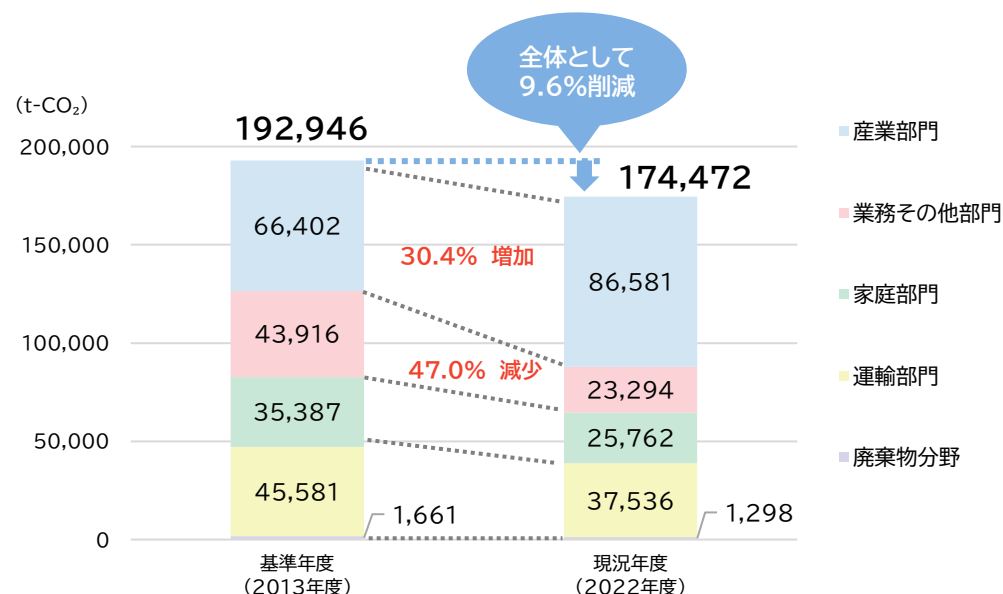 全体として
9.6%削減
(t-CO₂)
192,946
200,000
産業部門
174,472
業務その他部門
66,402
150,000
30.4% 増加
86,581
家庭部門
43,916
100,000
47.0% 減少
23,294
運輸部門
35,387
25,762
50,000
廃棄物分野
45,581
37,536
1,661
1,298
0
基準年度
(2013年度)
現況年度
(2022年度)